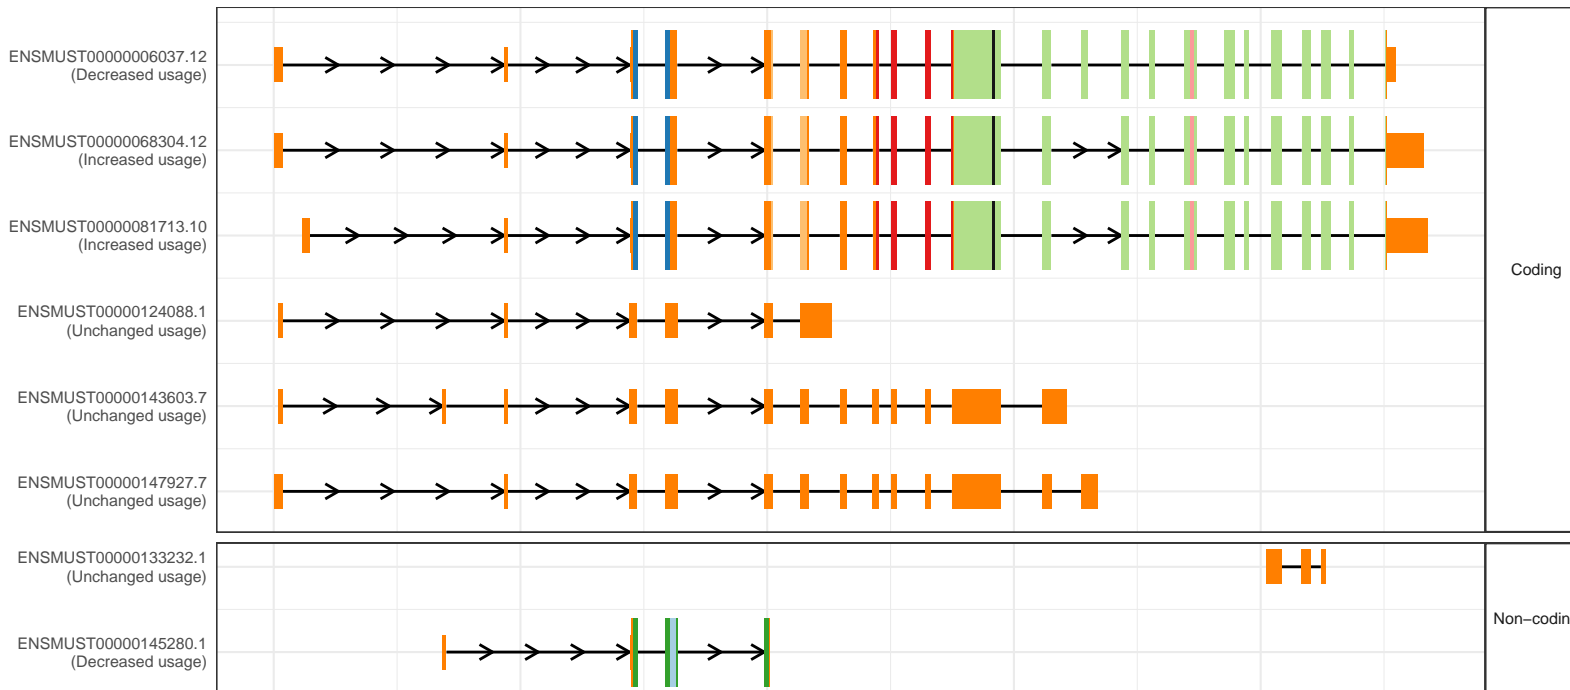 ENSMUST00000006037.12
(Decreased usage)
ENSMUST00000068304.12
(Increased usage)
ENSMUST00000081713.10
(Increased usage)
Coding
ENSMUST00000124088.1
(Unchanged usage)
ENSMUST00000143603.7
(Unchanged usage)
ENSMUST00000147927.7
(Unchanged usage)
ENSMUST00000133232.1
(Unchanged usage)
Non−codin
ENSMUST00000145280.1
(Decreased usage)